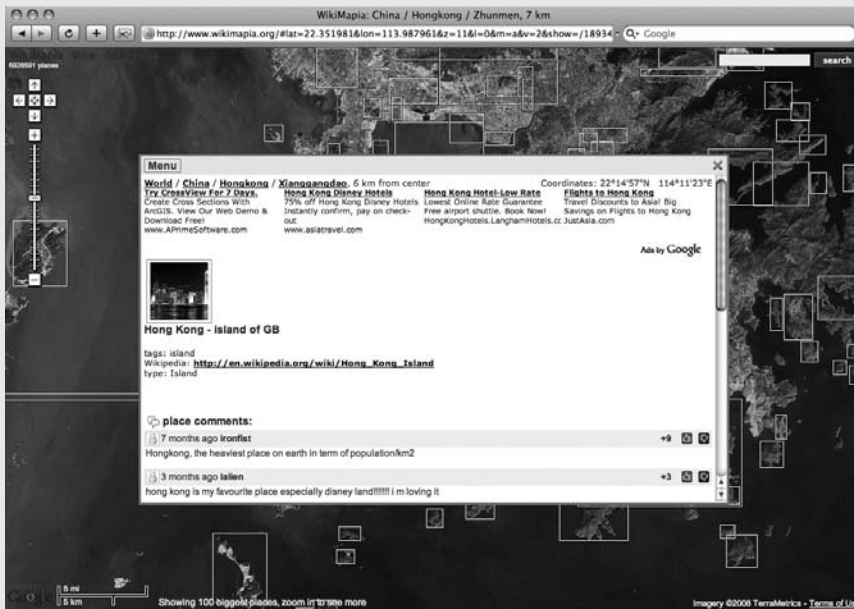 WikiMapia: China / Hongkong / Zhunmen, 7 km
http://www.wikimapia.org/#lat=22.351981&lon=113.987961&z=11&l=0&m=a&v=2&show=/18934
Google
WikiMapia View
6026501 places
search
Menu
World / China / Hongkong / Xianggangdao, 6 km from center
Coordinates: 22°14'57"N 114°11'23"E
Try CrossView For 7 Days.
Create Cross Sections With
ArcGIS. View Our Web Demo &
Download Free!
www.APrimeSoftware.com
Hong Kong Disney Hotels
75% off Hong Kong Disney Hotels
Instantly confirm, pay on check-
out
www.asiatravel.com
Hong Kong Hotel-Low Rate
Lowest Online Rate Guarantee
Free airport shuttle. Book Now!
HongKongHotels.LanghamHotels.cc
Flights to Hong Kong
Travel Discounts to Asia! Big
Savings on Flights to Hong Kong
JustAsia.com
Ads by Google
Hong Kong - island of GB
tags: island
Wikipedia: http://en.wikipedia.org/wiki/Hong_Kong_Island
type: Island
place comments:
7 months ago ironfist +9
Hongkong, the heaviest place on earth in term of population/km2
3 months ago lalien +3
hong kong is my favourite place especially disney land!!!!!!! i m loving it
5 mi
5 km
Showing 100 biggest places, zoom in to see more
Imagery ©2008 TerraMetrics - Terms of Us